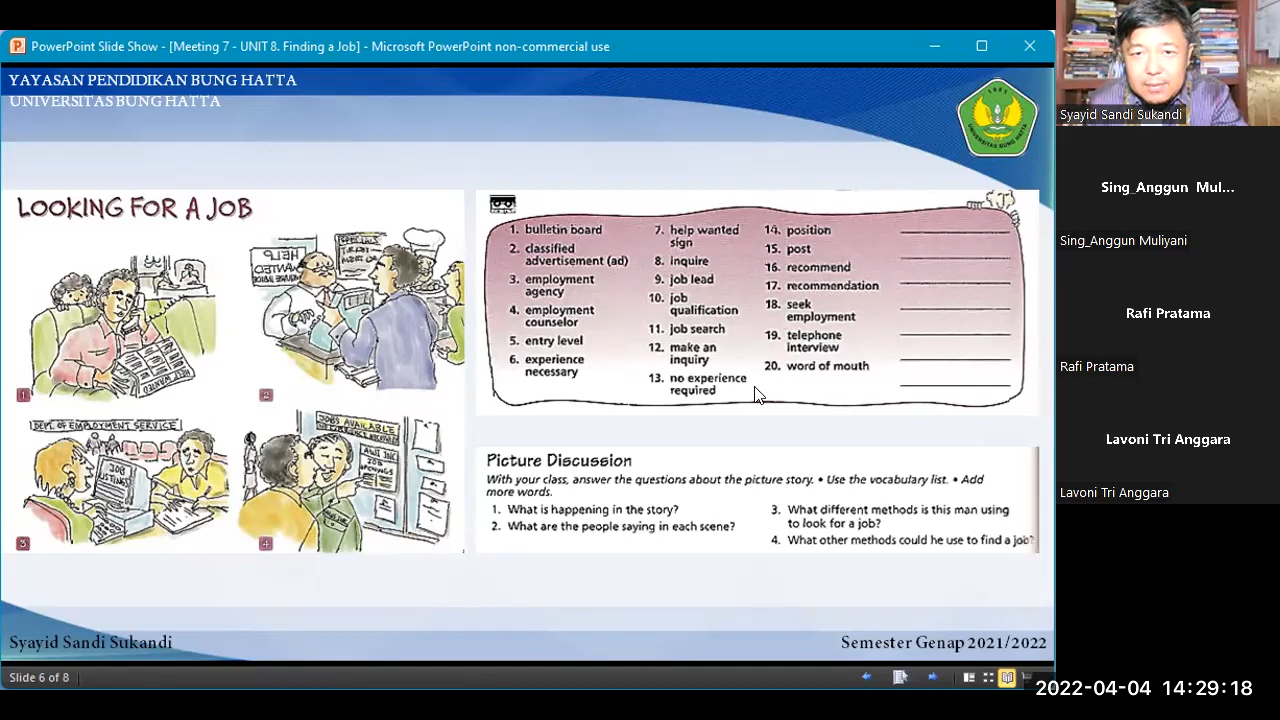 PowerPoint Slide Show - [Meeting 7 - UNIT 8. Finding a Job] - Microsoft PowerPoint non-commercial use
YAYASAN PENDIDIKAN BUNG HATTA
UNIVERSITAS BUNG HATTA
LOOKING FOR A JOB
HELP
WANTED
SPECIALS
HELP WANTED
1
2
DEPT. OF EMPLOYMENT SERVICE
JOB
LISTINGS
JOBS AVAILABLE
JOB
OPENINGS
3
4
1. bulletin board
2. classified
advertisement (ad)
3. employment
agency
4. employment
counselor
5. entry level
6. experience
necessary
7. help wanted
sign
8. inquire
9. job lead
10. job
qualification
11. job search
12. make an
inquiry
13. no experience
required
14. position
15. post
16. recommend
17. recommendation
18. seek
employment
19. telephone
interview
20. word of mouth
Picture Discussion
With your class, answer the questions about the picture story. • Use the vocabulary list. • Add
more words.
1. What is happening in the story?
2. What are the people saying in each scene?
3. What different methods is this man using
to look for a job?
4. What other methods could he use to find a job?
Syayid Sandi Sukandi
Semester Genap 2021/2022
Slide 6 of 8
Syayid Sandi Sukandi
Sing_Anggun Mul...
Sing_Anggun Muliyani
Rafi Pratama
Rafi Pratama
Lavoni Tri Anggara
Lavoni Tri Anggara
2022-04-04 14:29:18